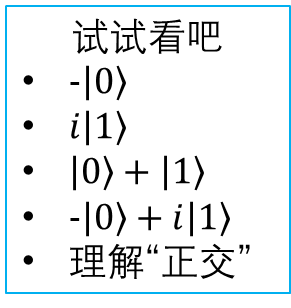 试试看吧
• -|0⟩
• i|1⟩
• |0⟩ + |1⟩
• -|0⟩ + i|1⟩
• 理解“正交”